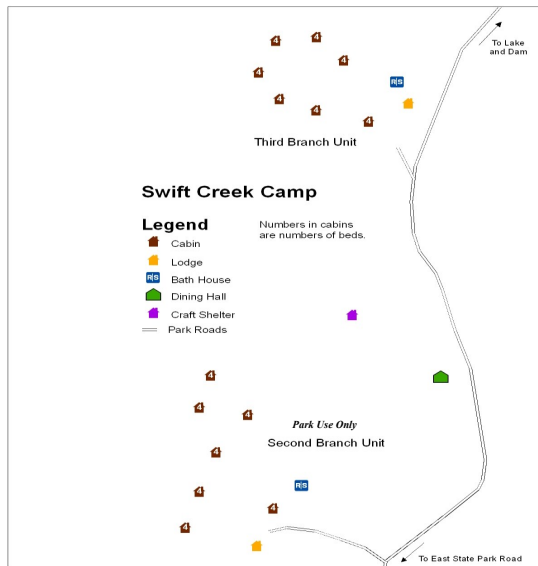 To Lake
and Dam
4
4
4
4
R|S
4
4
4
Third Branch Unit
Swift Creek Camp
Legend
Numbers in cabins
are numbers of beds.
Cabin
Lodge
R|S
Bath House
Dining Hall
Craft Shelter
Park Roads
4
4
4
Park Use Only
Second Branch Unit
4
R|S
4
4
4
To East State Park Road